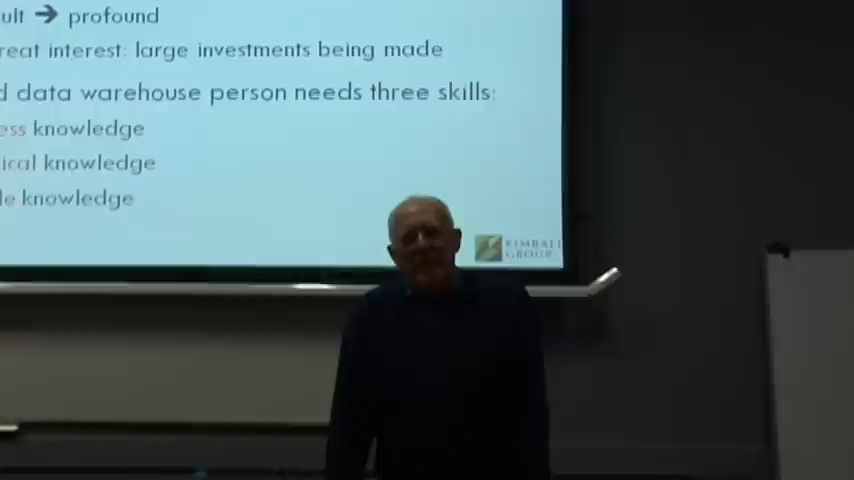 ult → profound
reat interest: large investments being made
d data warehouse person needs three skills:
ess knowledge
ical knowledge
le knowledge
KIMBALL
GROUP